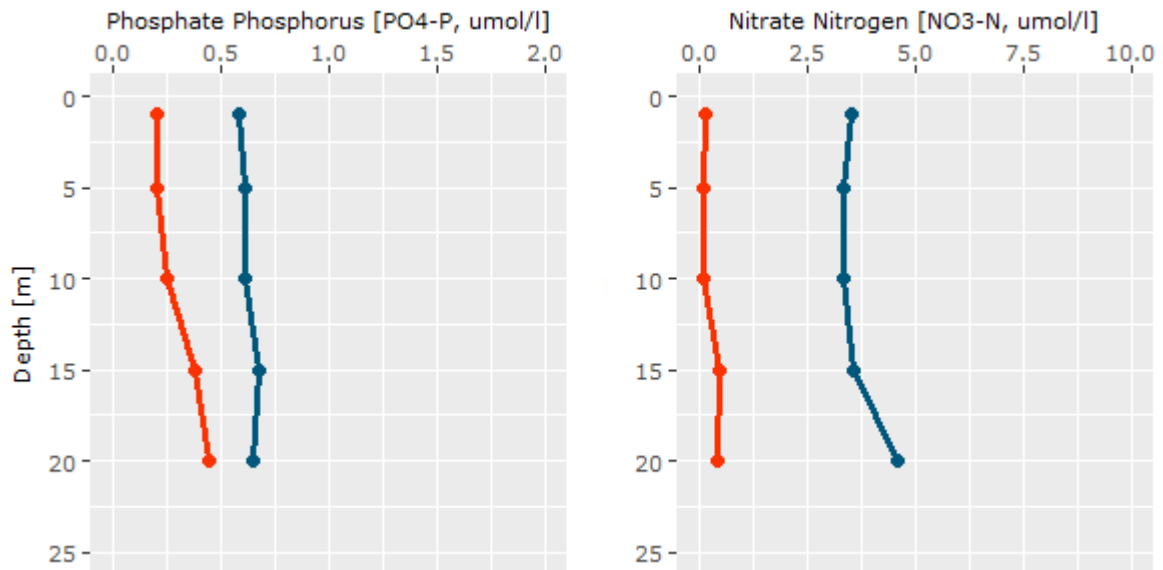 Phosphate Phosphorus [PO4-P, umol/l]
0.0 0.5 1.0 1.5 2.0
0
5
10
15
20
25
Depth [m]
Nitrate Nitrogen [NO3-N, umol/l]
0.0 2.5 5.0 7.5 10.0
0
5
10
15
20
25